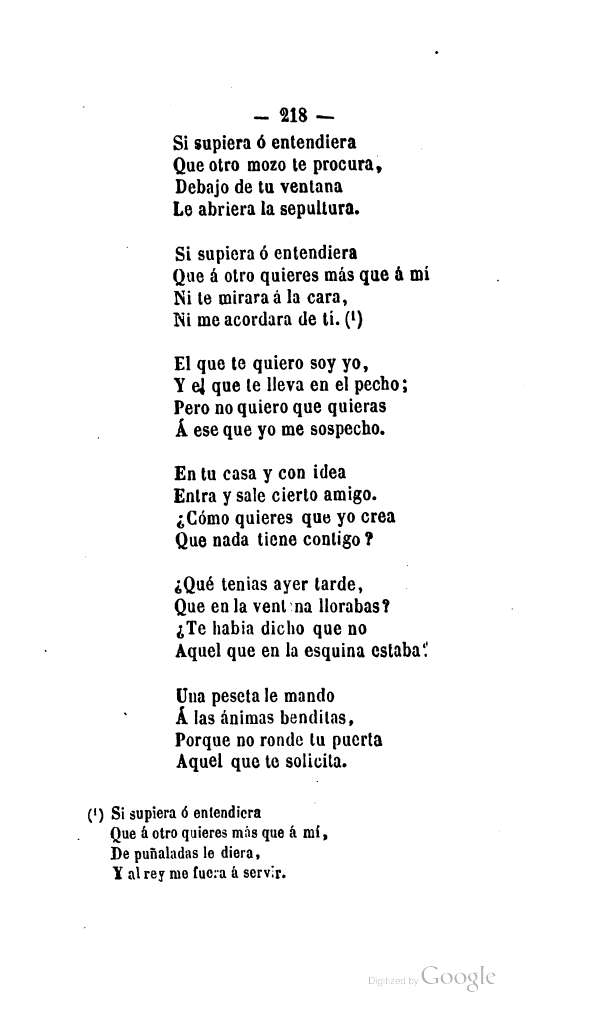 — 218 —
Si supiera ó entendiera
Que otro mozo te procura,
Debajo de tu ventana
Le abriera la sepultura.

Si supiera ó entendiera
Que á otro quieres más que á mí
Ni te mirara á la cara,
Ni me acordara de ti. (¹)

El que te quiero soy yo,
Y el que te lleva en el pecho;
Pero no quiero que quieras
Á ese que yo me sospecho.

En tu casa y con idea
Entra y sale cierto amigo.
¿Cómo quieres que yo crea
Que nada tiene contigo?

¿Qué tenias ayer tarde,
Que en la vent na llorabas?
¿Te habia dicho que no
Aquel que en la esquina estaba?

Una peseta le mando
Á las ánimas benditas,
Porque no ronde tu puerta
Aquel que te solicita.

(¹) Si supiera ó entendiera
Que á otro quieres más que á mí,
De puñaladas le diera,
Y al rey me fuera á servir.
Digitized by Google